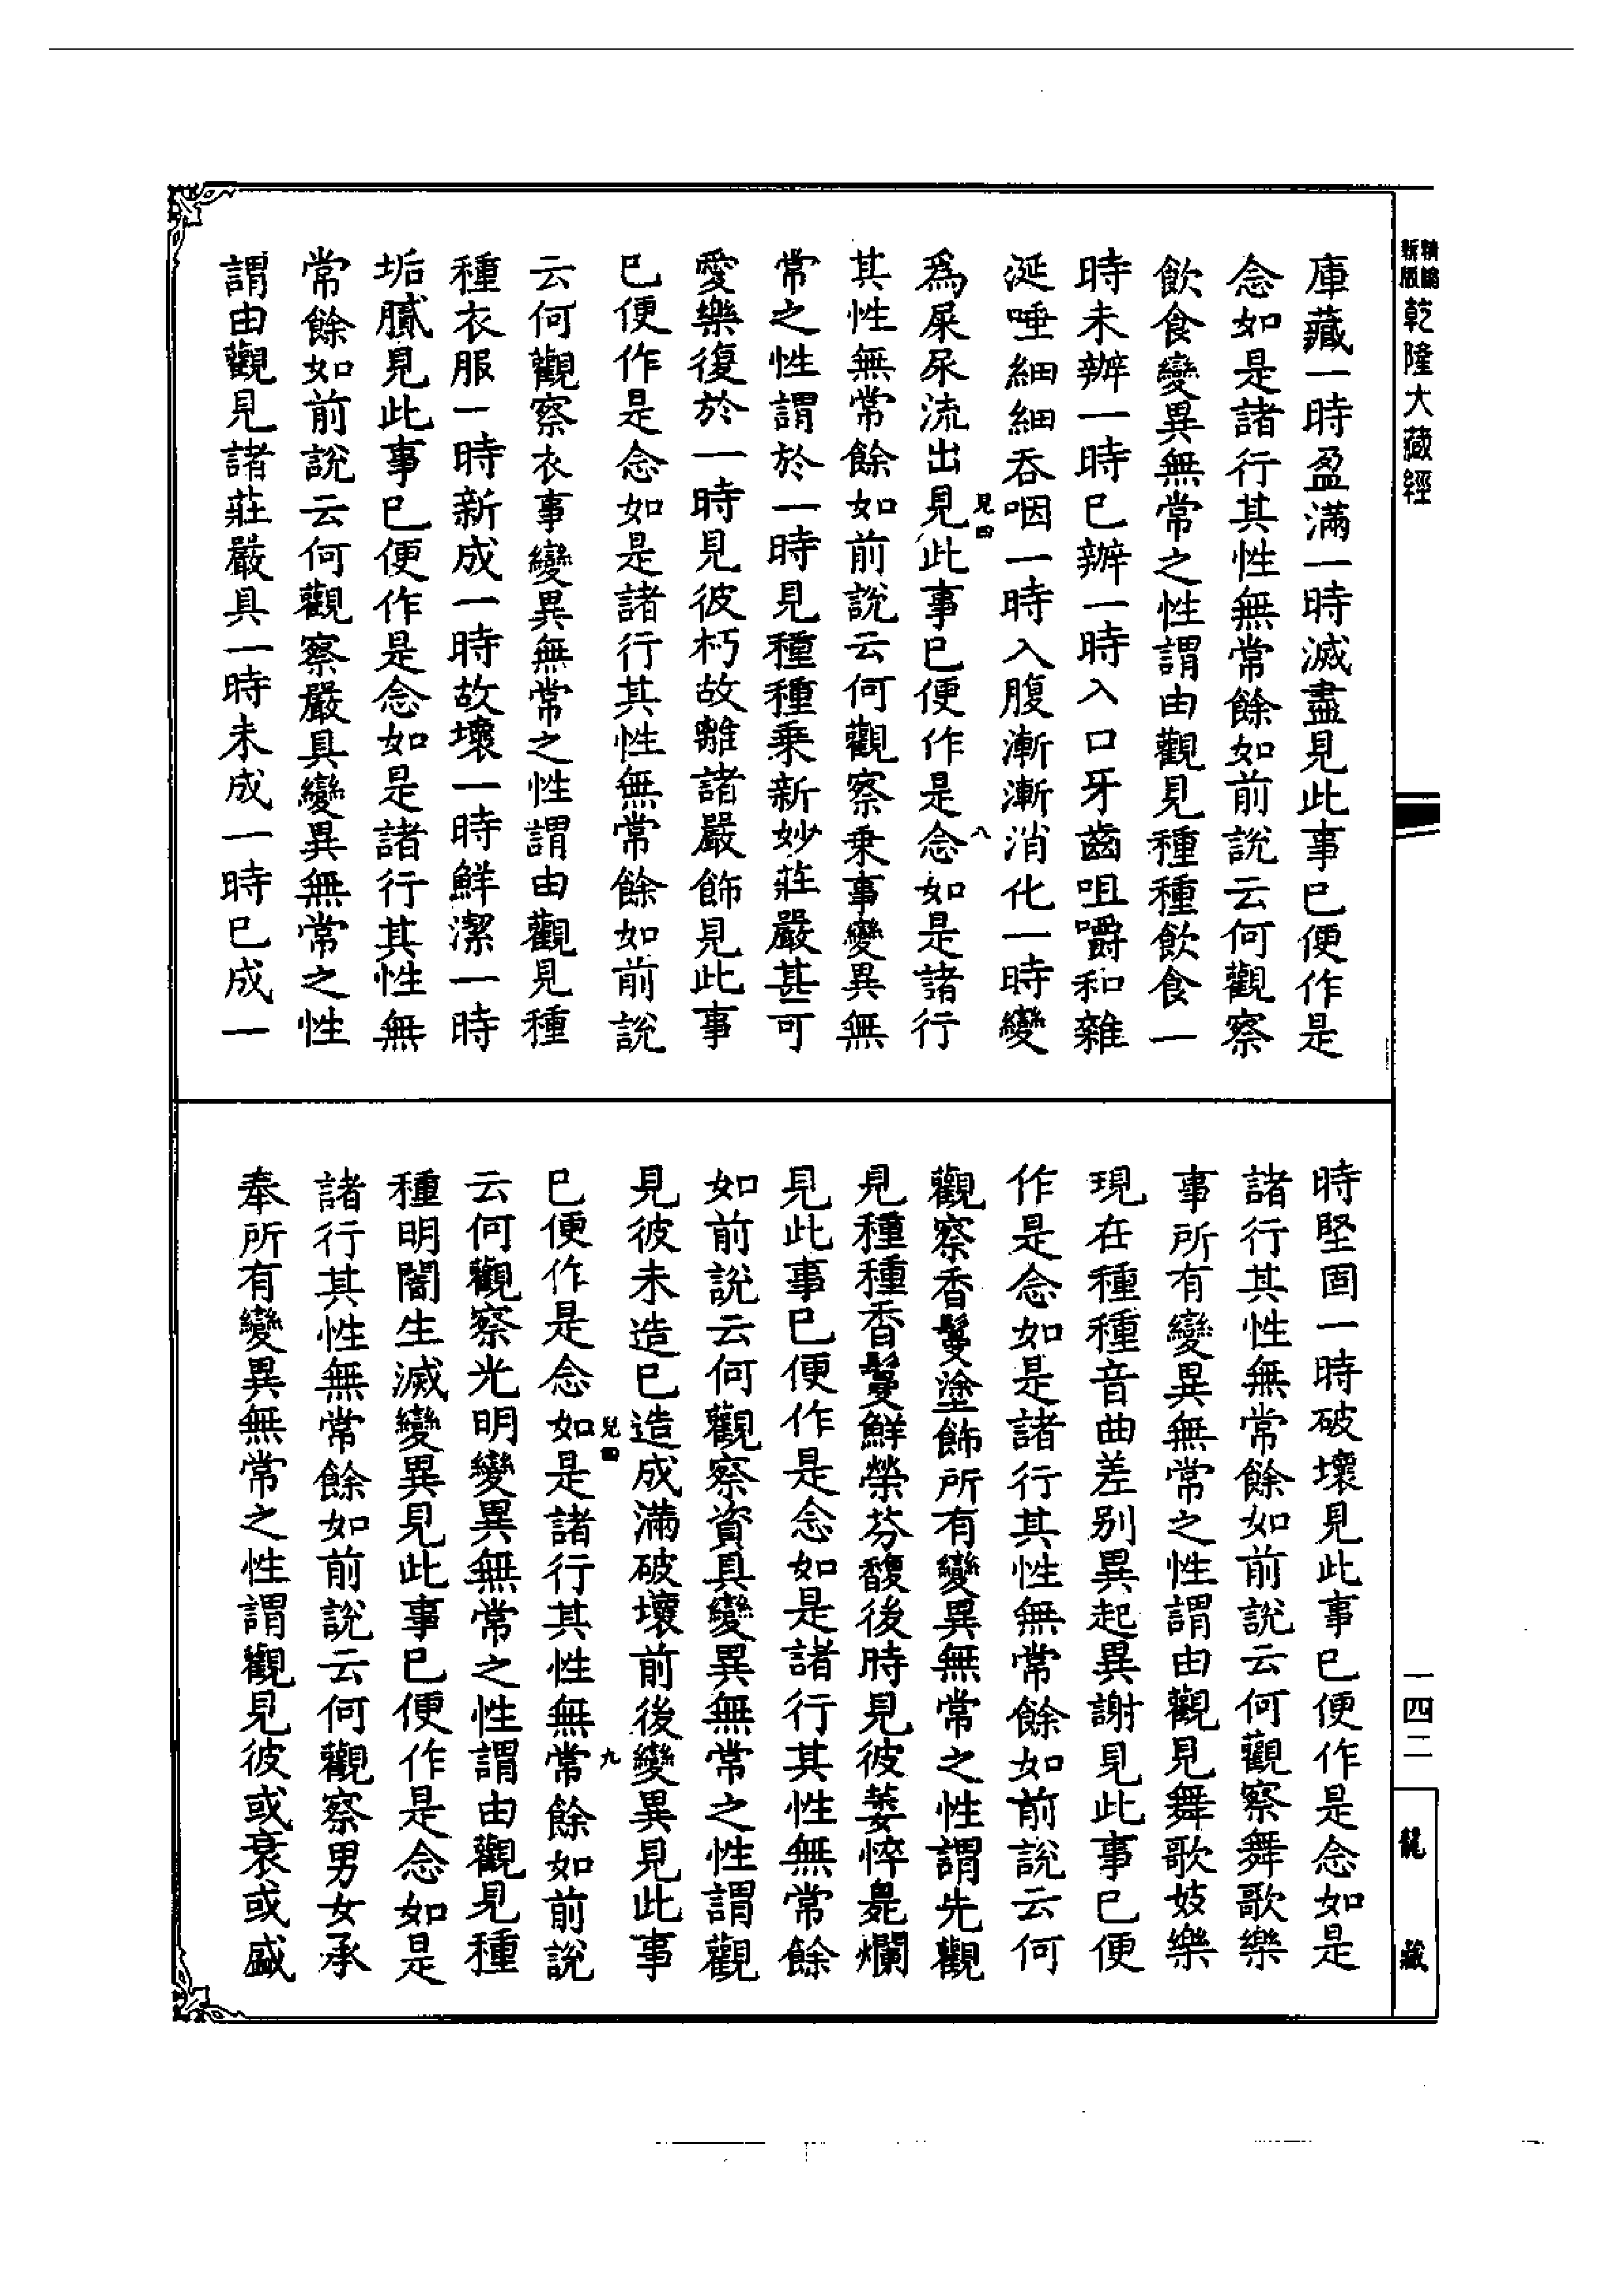 精編
新版
乾隆大藏經
庫藏一時盈滿一時滅盡見此事已便作是
念如是諸行其性無常餘如前說云何觀察
飲食變異無常之性謂由觀見種種飲食一
時未辦一時已辦一時入口牙齒咀嚼和雜
涎唾細細吞咽一時入腹漸漸消化一時變
見四
八
為屎尿流出見此事已便作是念如是諸行
其性無常餘如前說云何觀察乗事變異無
常之性謂於一時見種種乗新妙莊嚴甚可
愛樂復於一時見彼朽故離諸嚴飾見此事
已便作是念如是諸行其性無常餘如前說
云何觀察衣事變異無常之性謂由觀見種
種衣服一時新成一時故壞一時鮮潔一時
垢膩見此事已便作是念如是諸行其性無
常餘如前說云何觀察嚴具變異無常之性
謂由觀見諸莊嚴具一時未成一時已成一
時堅固一時破壞見此事已便作是念如是
諸行其性無常餘如前說云何觀察舞歌樂
事所有變異無常之性謂由觀見舞歌妓樂
現在種種音曲差別異起異謝見此事已便
作是念如是諸行其性無常餘如前說云何
觀察香鬘塗飾所有變異無常之性謂先觀
見種種香鬘鮮榮芬馥後時見彼萎悴臰爛
見此事已便作是念如是諸行其性無常餘
如前說云何觀察資具變異無常之性謂觀
見彼未造已造成滿破壞前後變異見此事
見四
九
已便作是念如是諸行其性無常餘如前說
云何觀察光明變異無常之性謂由觀見種
種明闇生滅變異見此事已便作是念如是
諸行其性無常餘如前說云何觀察男女承
奉所有變異無常之性謂觀見彼或衰或盛
一四二
龍藏